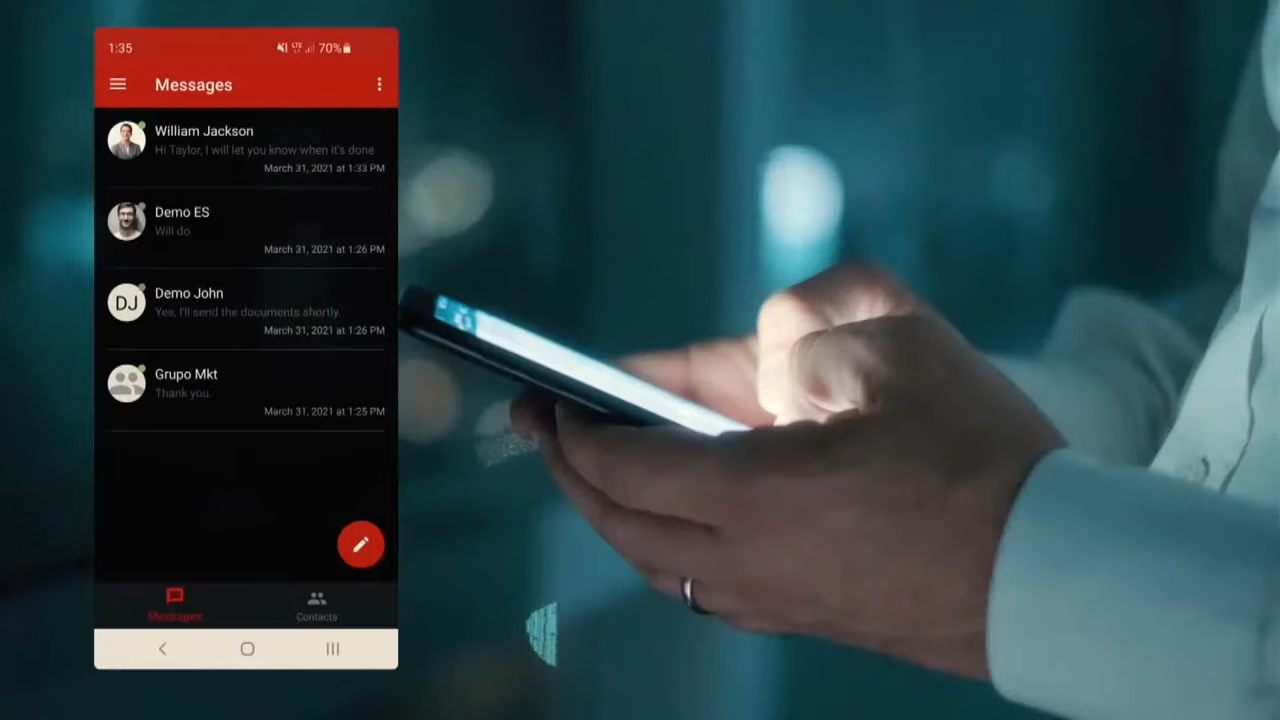 1:35 LTE 70%
Messages
William Jackson
Hi Taylor, I will let you know when it's done
March 31, 2021 at 1:33 PM
Demo ES
Will do
March 31, 2021 at 1:26 PM
DJ
Demo John
Yes, I'll send the documents shortly.
March 31, 2021 at 1:26 PM
Grupo Mkt
Thank you.
March 31, 2021 at 1:25 PM
Messages Contacts